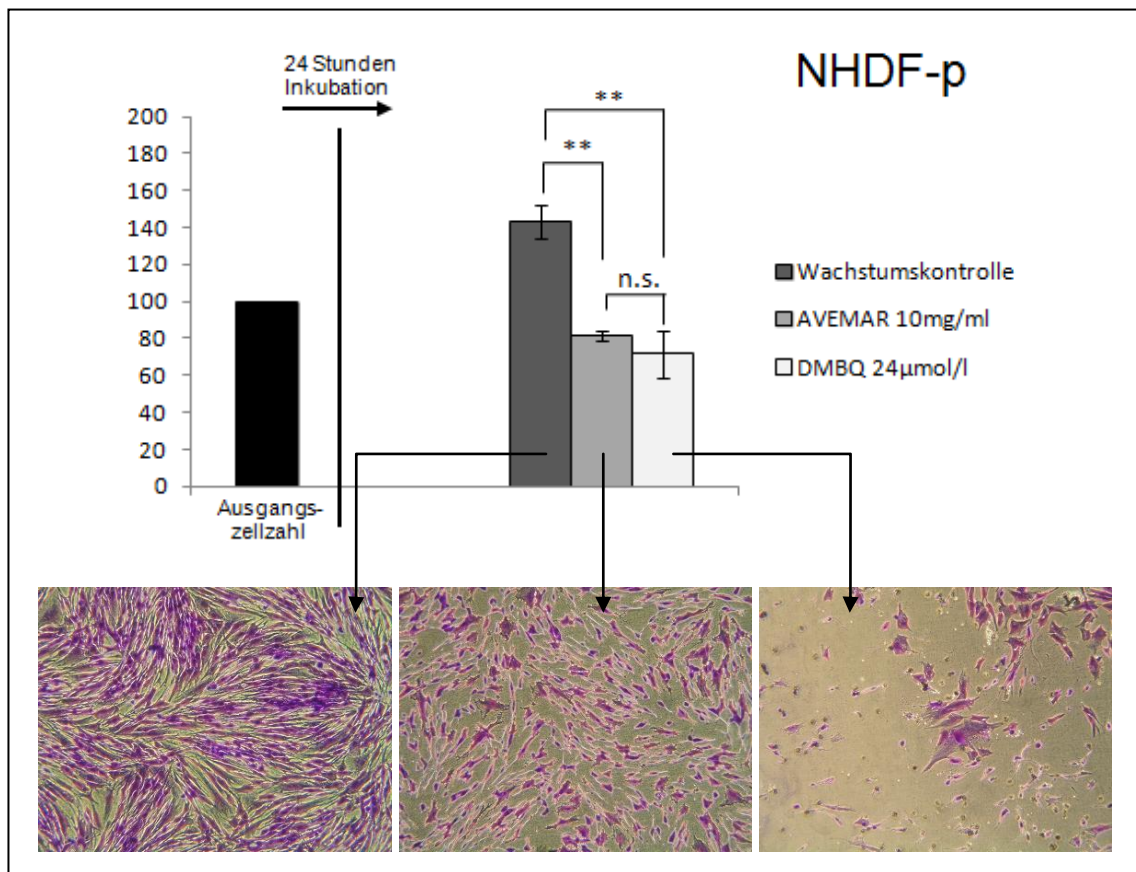 24 Stunden
Inkubation
NHDF-p
**
**
n.s.
200
180
160
140
120
100
80
60
40
20
0
Ausgangs-
zellzahl
Wachstumskontrolle
AVEMAR 10mg/ml
DMBQ 24µmol/l